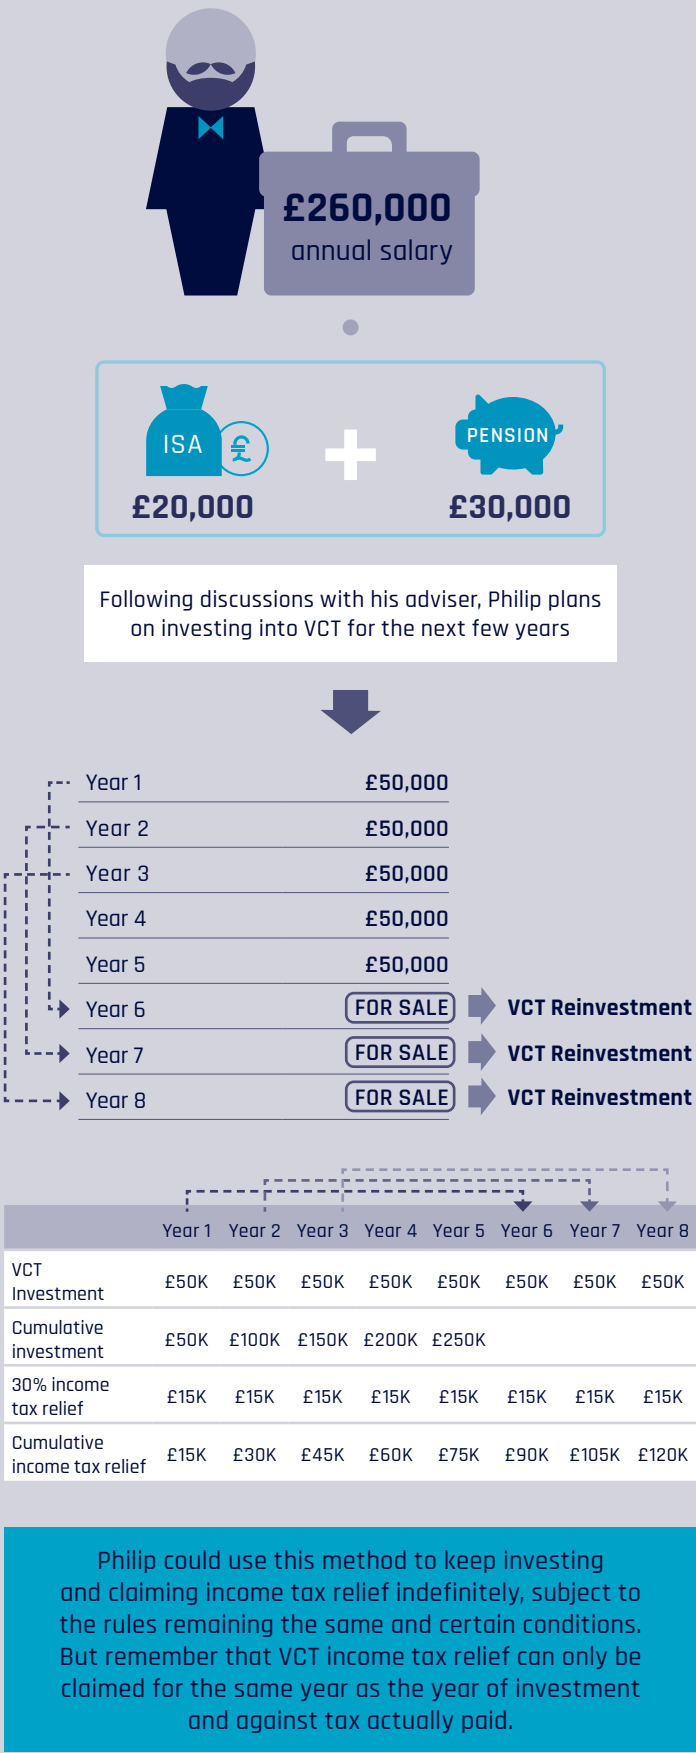 £260,000
annual salary
ISA
£
PENSION
£20,000
£30,000
Following discussions with his adviser, Philip plans
on investing into VCT for the next few years
Year 1 £50,000
Year 2 £50,000
Year 3 £50,000
Year 4 £50,000
Year 5 £50,000
Year 6 FOR SALE VCT Reinvestment
Year 7 FOR SALE VCT Reinvestment
Year 8 FOR SALE VCT Reinvestment
Year 1 Year 2 Year 3 Year 4 Year 5 Year 6 Year 7 Year 8
VCT
Investment £50K £50K £50K £50K £50K £50K £50K £50K
Cumulative
investment £50K £100K £150K £200K £250K
30% income
tax relief £15K £15K £15K £15K £15K £15K £15K £15K
Cumulative
income tax relief £15K £30K £45K £60K £75K £90K £105K £120K
Philip could use this method to keep investing
and claiming income tax relief indefinitely, subject to
the rules remaining the same and certain conditions.
But remember that VCT income tax relief can only be
claimed for the same year as the year of investment
and against tax actually paid.